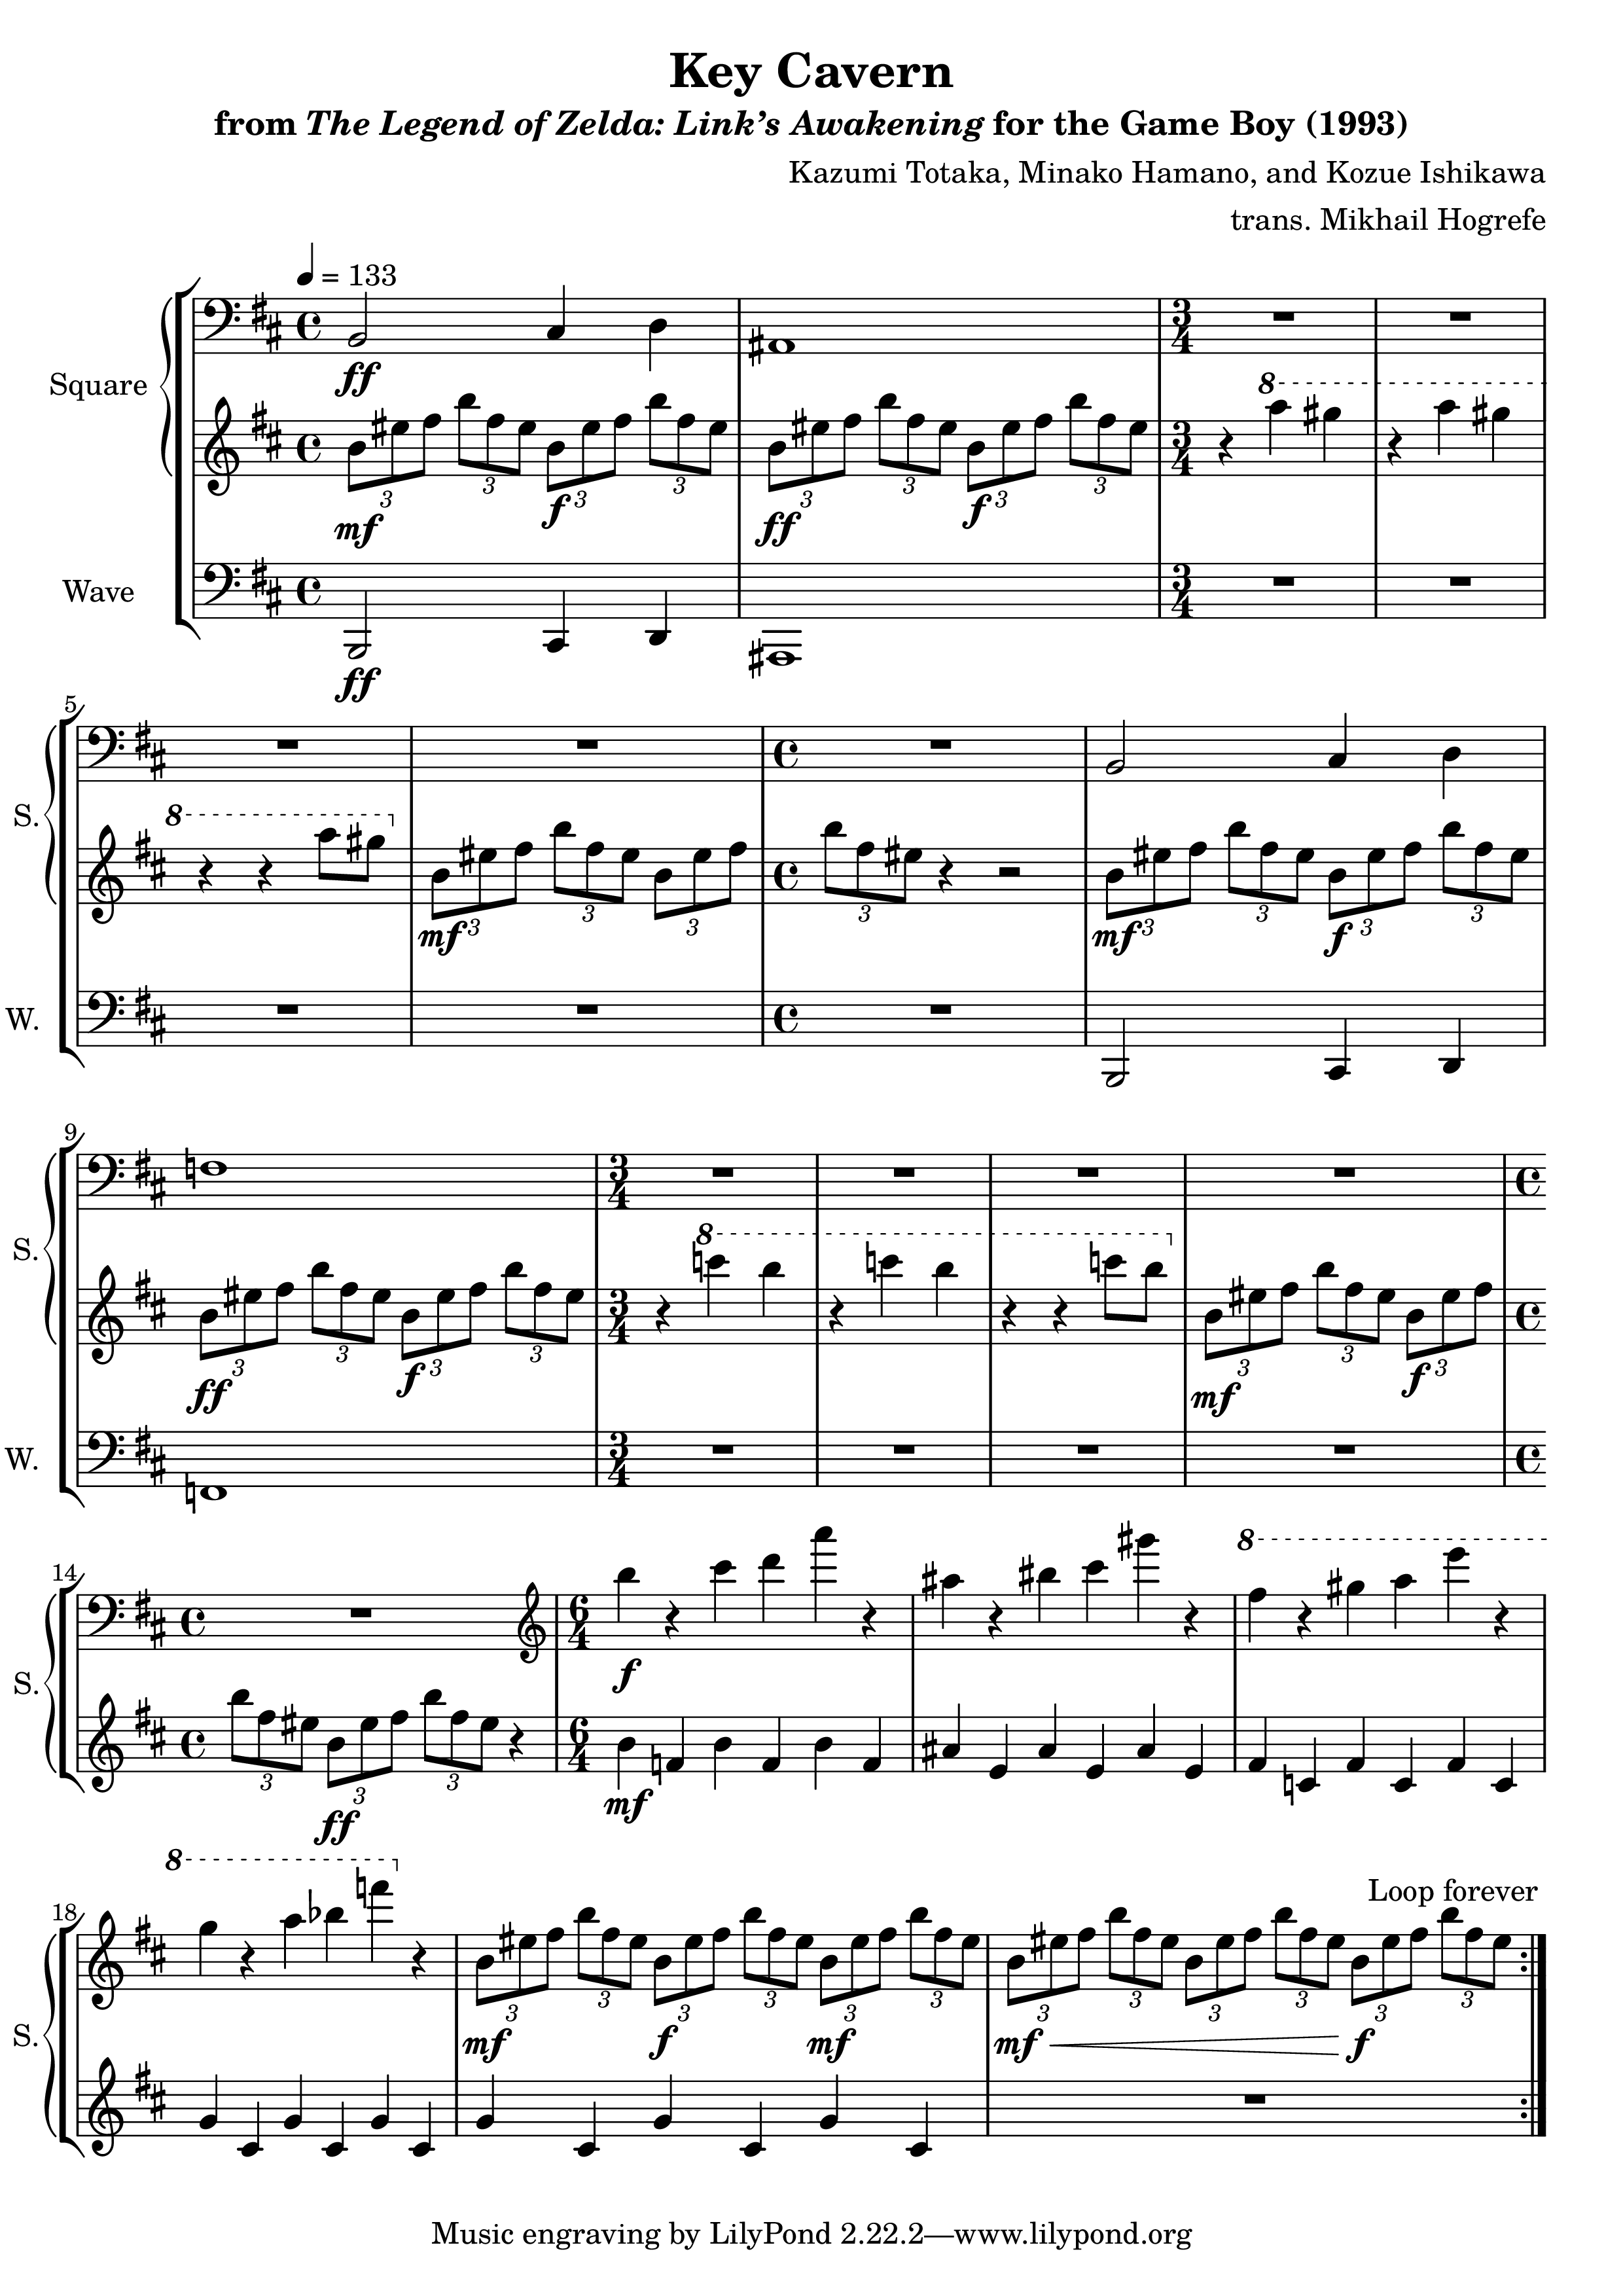 Key Cavern
from The Legend of Zelda: Link’s Awakening for the Game Boy (1993)
Kazumi Totaka, Minako Hamano, and Kozue Ishikawa
trans. Mikhail Hogrefe
= 133
Square
ff
3 3 3 3 3 3 3 3
mf f ff f
8
Wave
ff
5
S.
8
3 3 3 3 3 3 3 3
mf mf f
W.
9
S.
8
3 3 3 3 3 3 3
ff f mf f
W.
14
8
f
S.
3 3 3
ff mf
18
8
Loop forever
3 3 3 3 3 3 3 3 3 3 3 3
mf f mf mf f
S.
Music engraving by LilyPond 2.22.2—www.lilypond.org